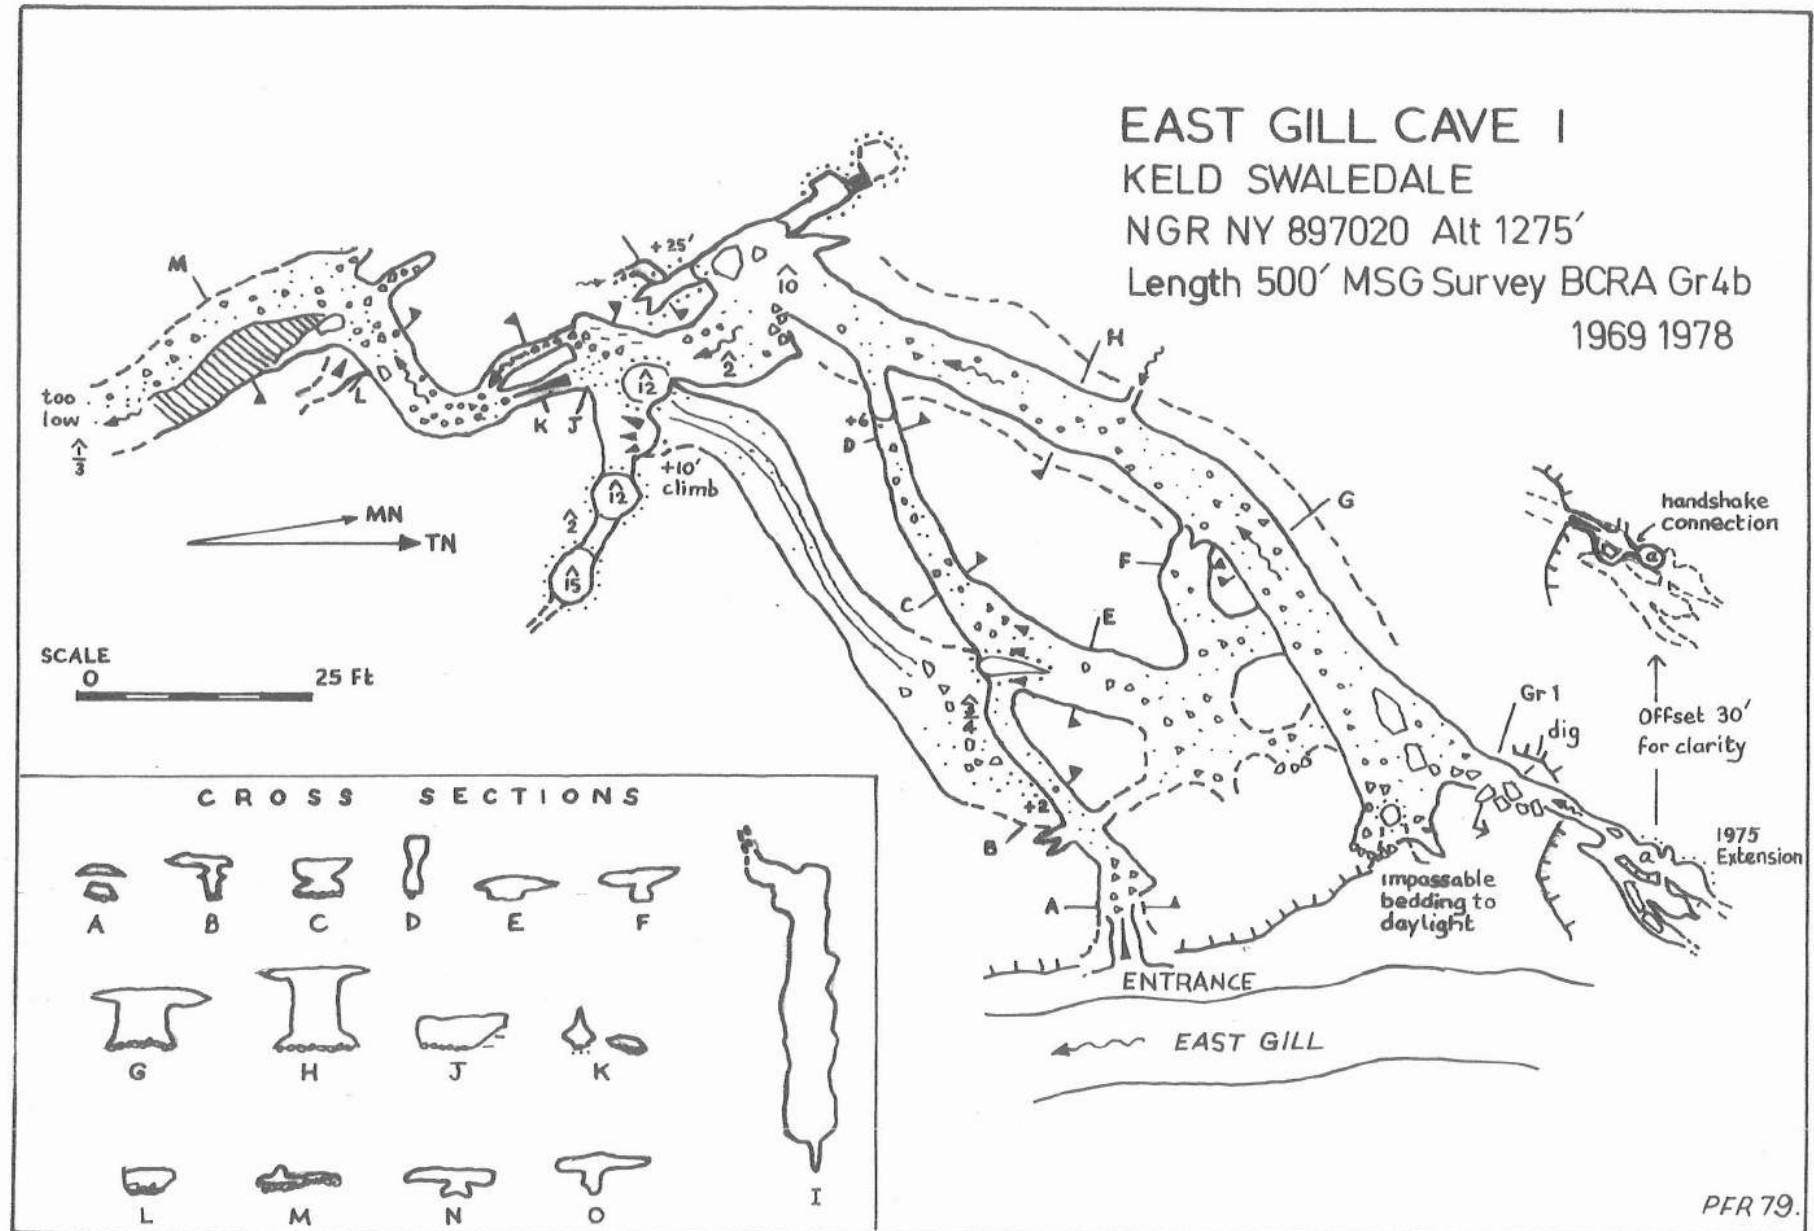 EAST GILL CAVE I
KELD SWALEDALE
NGR NY 897020 Alt 1275′
Length 500′ MSG Survey BCRA Gr4b
1969 1978
M
+25′
10
H
too
low
1/3
L
K J
12
2
+10′
climb
12
2
15
+6
D
MN
TN
G
F
E
C
handshake
connection
a
SCALE
0 25 Ft
3/4
+2
B
A
Gr1
dig
Offset 30′
for clarity
1975
Extension
a
impassable
bedding to
daylight
ENTRANCE
EAST GILL
CROSS SECTIONS
A B C D E F
G H J K
L M N O I
PFR 79.